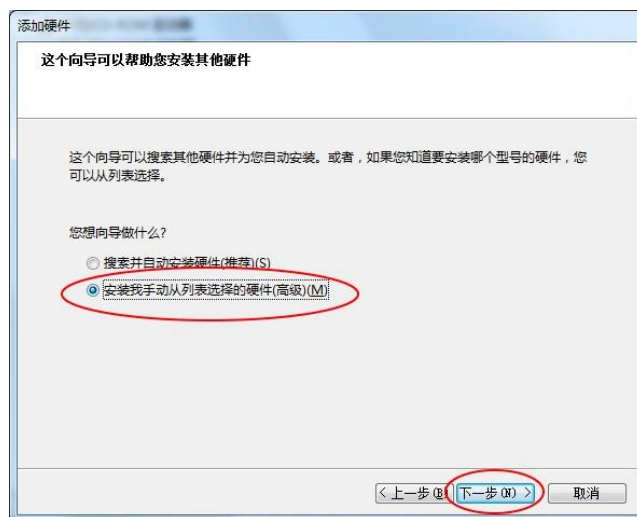 添加硬件
这个向导可以帮助您安装其他硬件
这个向导可以搜索其他硬件并为您自动安装。或者，如果您知道要安装哪个型号的硬件，您
可以从列表选择。
您想向导做什么?
搜索并自动安装硬件(推荐)(S)
安装我手动从列表选择的硬件(高级)(M)
<上一步(B) 下一步(N) > 取消